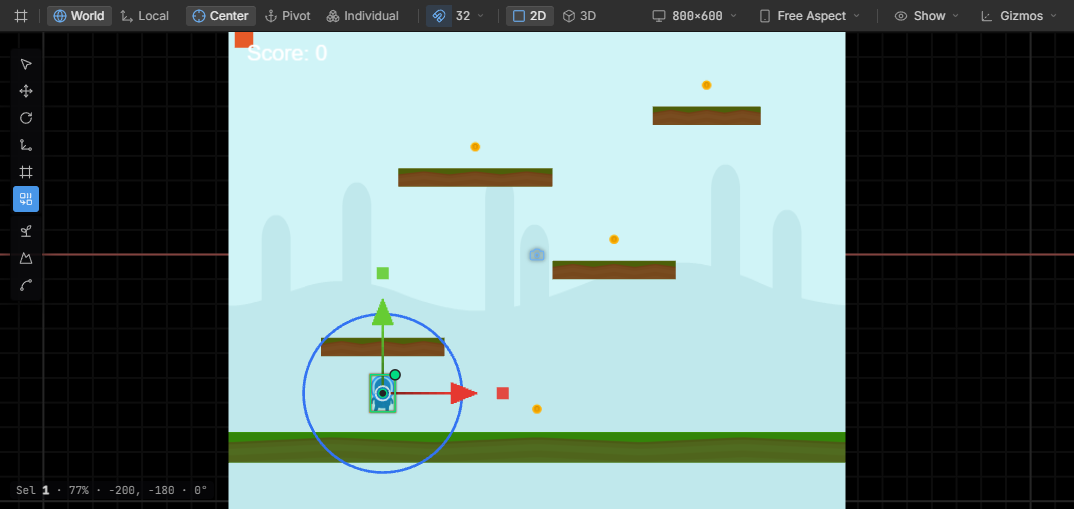 World Local Center Pivot Individual 32 2D 3D 800×600 Free Aspect Show Gizmos
Score: 0
Sel 1 · 77% · -200, -180 · 0°